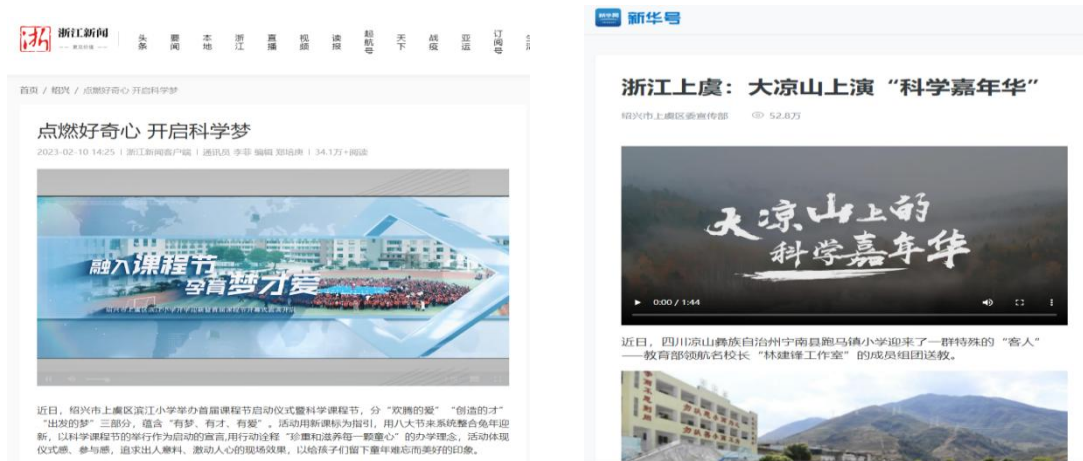 浙江新闻
头条 要闻 本地 浙江 直播 视频 读报 起航号 天下 战疫 亚运 订阅号
首页 / 绍兴 / 点燃好奇心 开启科学梦
点燃好奇心 开启科学梦
2023-02-10 14:25 | 浙江新闻客户端 | 通讯员 李菲 编辑 郑培庚 | 34.1万+阅读
融入课程节
孕育梦才爱
近日，绍兴市上虞区滨江小学举办首届课程节启动仪式暨科学课程节，分“欢腾的爱”“创造的才”
“出发的梦”三部分，蕴含“有梦、有才、有爱”。活动用新课标为指引，用八大节来系统整合兔年迎
新，以科学课程节的举行作为启动的宣言,用行动诠释“珍重和滋养每一颗童心”的办学理念，活动体现
仪式感、参与感，追求出人意料、激动人心的现场效果，以给孩子们留下童年难忘而美好的印象。
新华号
浙江上虞：大凉山上演“科学嘉年华”
绍兴市上虞区委宣传部 52.8万
大凉山上的
科学嘉年华
0:00 / 1:44
近日，四川凉山彝族自治州宁南县跑马镇小学迎来了一群特殊的“客人”
——教育部领航名校长“林建锋工作室”的成员组团送教。